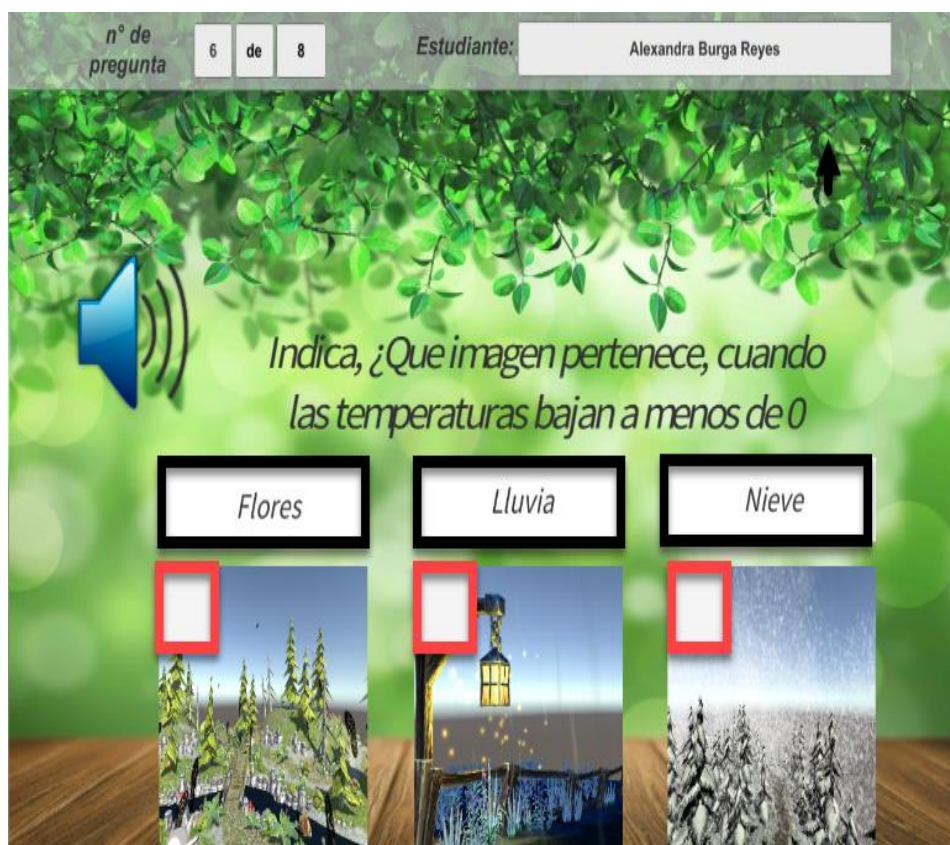 n° de
pregunta
6 de 8
Estudiante: Alexandra Burga Reyes
Indica, ¿Que imagen pertenece, cuando
las temperaturas bajan a menos de 0
Flores
Lluvia
Nieve